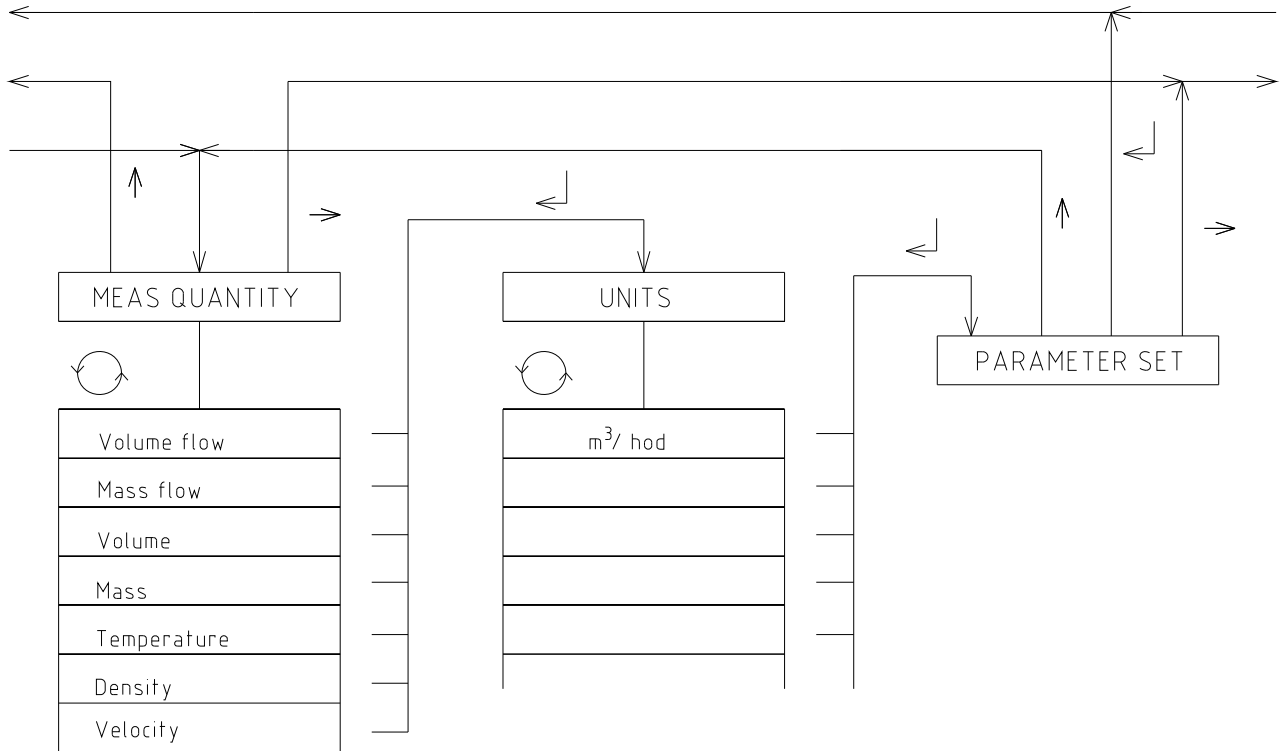 MEAS QUANTITY
UNITS
PARAMETER SET
Volume flow
Mass flow
Volume
Mass
Temperature
Density
Velocity
m³/ hod